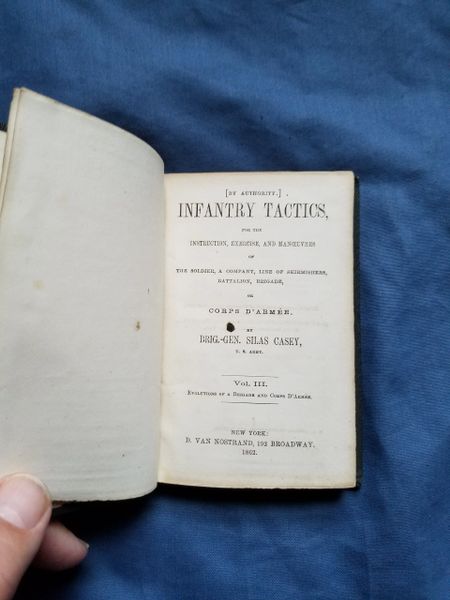 [BY AUTHORITY.]
INFANTRY TACTICS,
FOR THE
INSTRUCTION, EXERCISE, AND MANŒUVRES
OF
THE SOLDIER, A COMPANY, LINE OF SKIRMISHERS,
BATTALION, BRIGADE,
OR
CORPS D'ARMÉE.
BY
BRIG.-GEN. SILAS CASEY,
U. S. ARMY.
VOL. III.
EVOLUTIONS OF A BRIGADE AND CORPS D'ARMÉE.
NEW YORK:
D. VAN NOSTRAND, 192 BROADWAY.
1862.